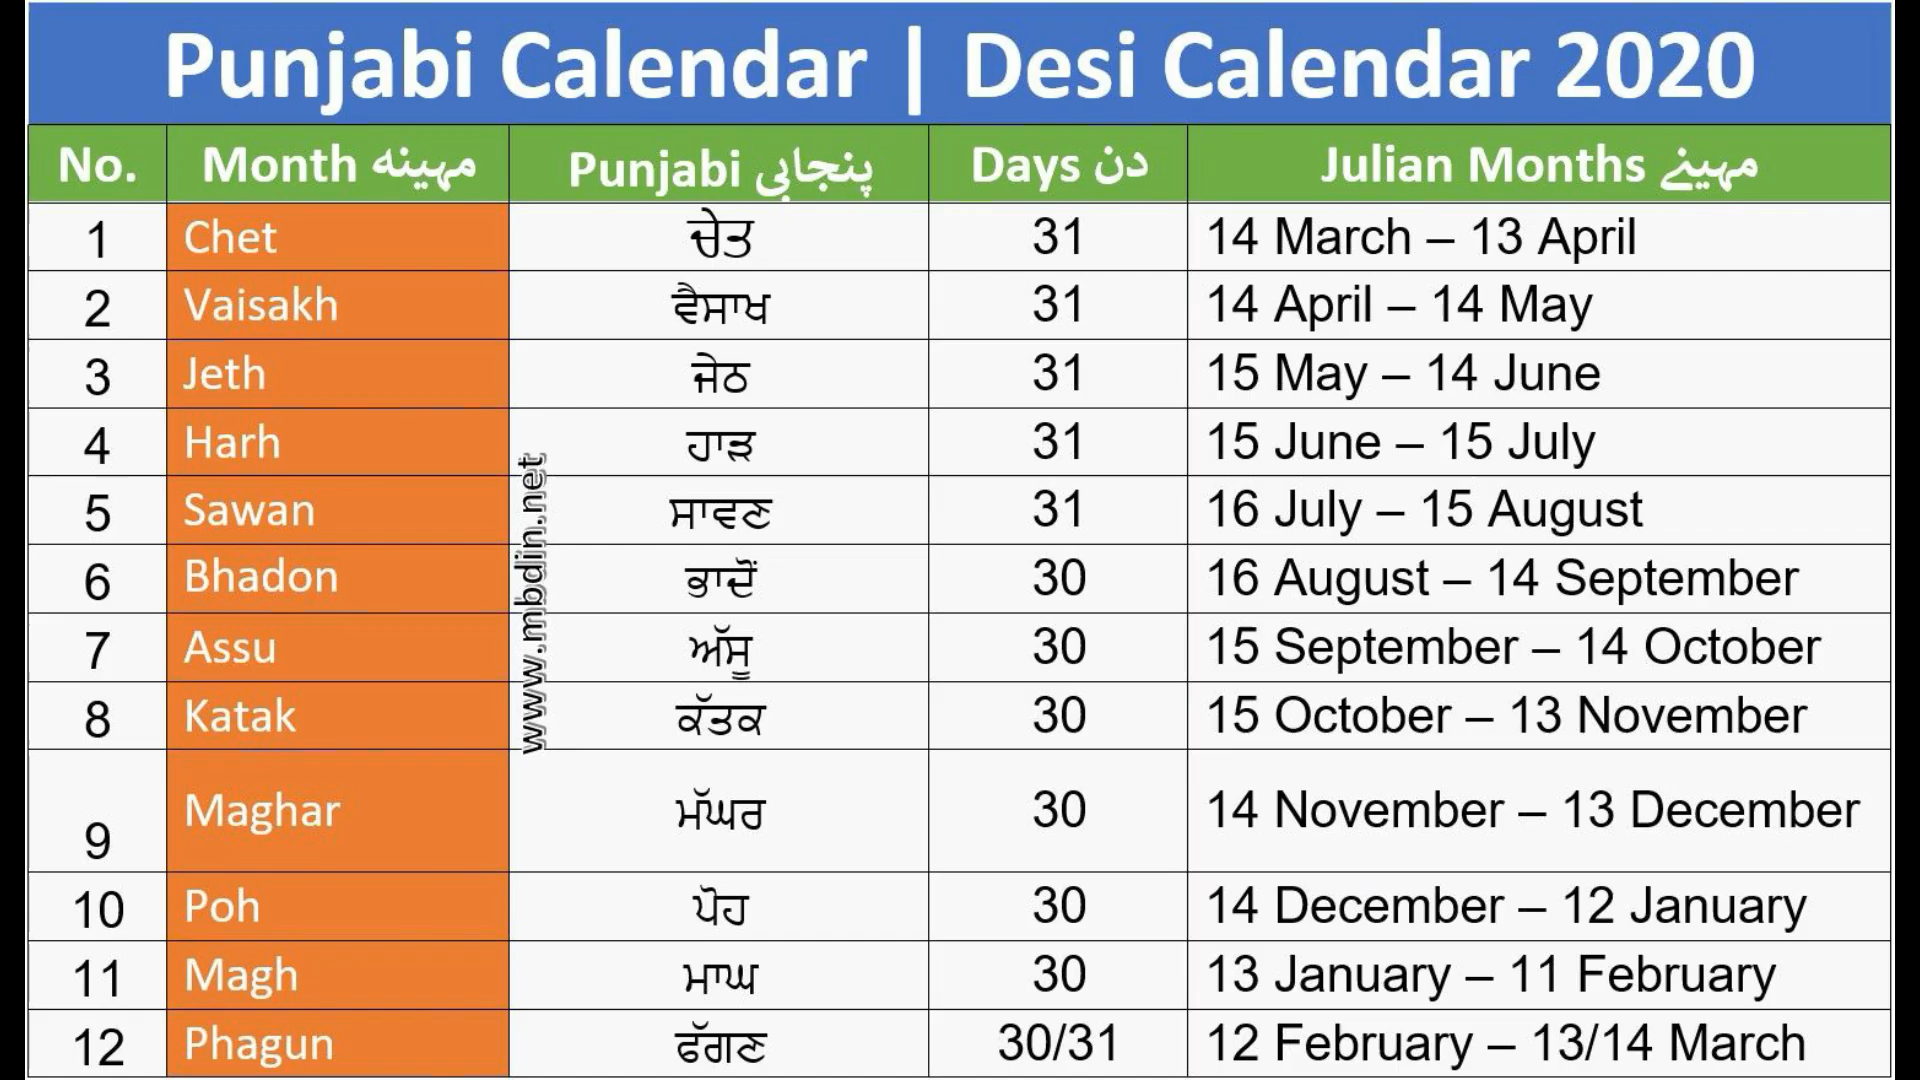 Punjabi Calendar | Desi Calendar 2020
No. Month مہینہ Punjabi پنجابی Days دن Julian Months مہینے
1 Chet ਚੇਤ 31 14 March – 13 April
2 Vaisakh ਵੈਸਾਖ 31 14 April – 14 May
3 Jeth ਜੇਠ 31 15 May – 14 June
4 Harh ਹਾੜ 31 15 June – 15 July
5 Sawan ਸਾਵਣ 31 16 July – 15 August
6 Bhadon ਭਾਦੋਂ 30 16 August – 14 September
7 Assu ਅੱਸੂ 30 15 September – 14 October
8 Katak ਕੱਤਕ 30 15 October – 13 November
9 Maghar ਮੱਘਰ 30 14 November – 13 December
10 Poh ਪੋਹ 30 14 December – 12 January
11 Magh ਮਾਘ 30 13 January – 11 February
12 Phagun ਫੱਗਣ 30/31 12 February – 13/14 March
www.mbdin.net